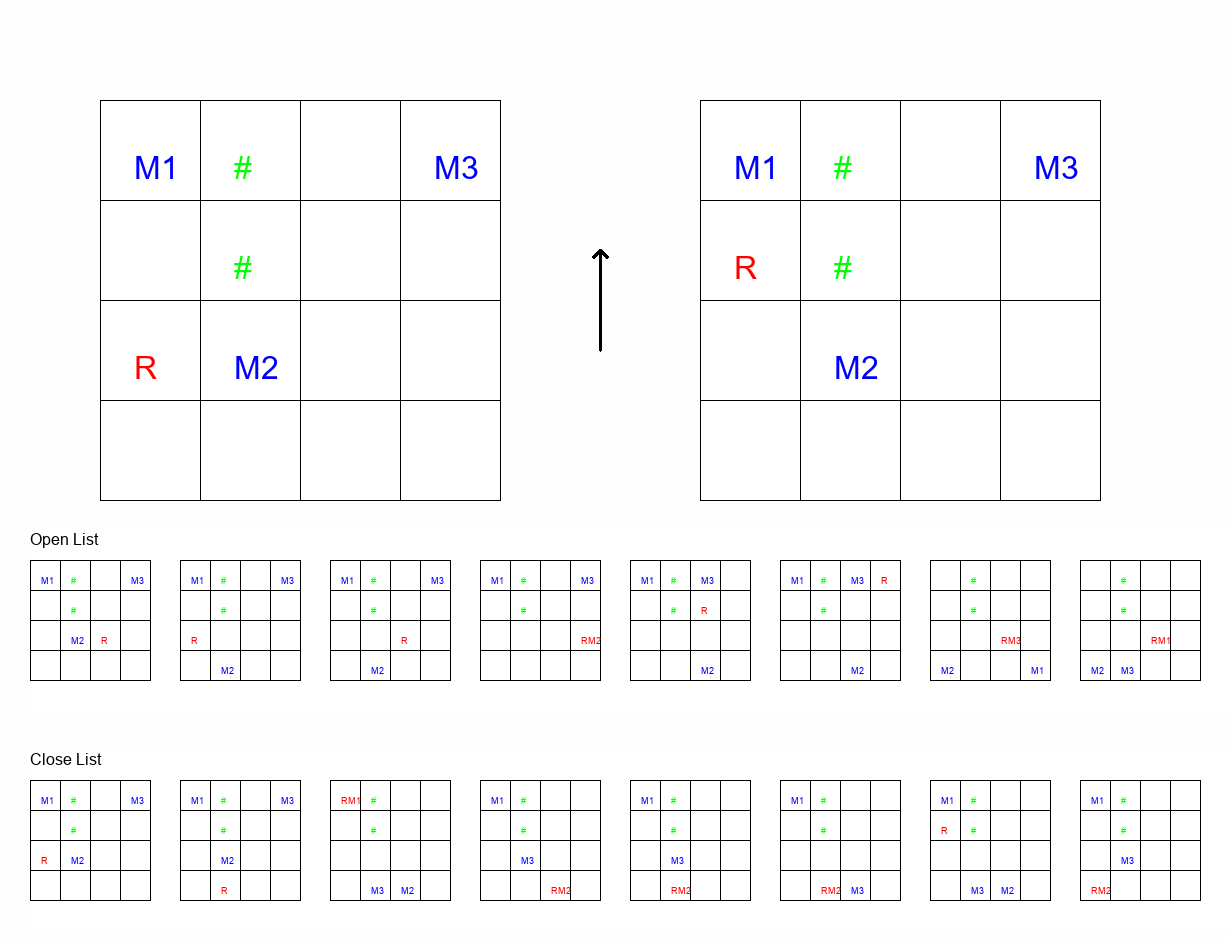 M1 # M3 M1 # M3
# R #
R M2 M2
Open List
M1 # M3 M1 # M3 M1 # M3 M1 # M3 M1 # M3 M1 # M3 R # #
# # # # # R # # #
M2 R R R RM2 RM3 RM1
M2 M2 M2 M2 M2 M1 M2 M3
Close List
M1 # M3 M1 # M3 RM1 # M1 # M1 # M1 # M1 # M1 #
# # # # # # R # #
R M2 M2 M3 M3 M3
R M3 M2 RM2 RM2 RM2 M3 M3 M2 RM2